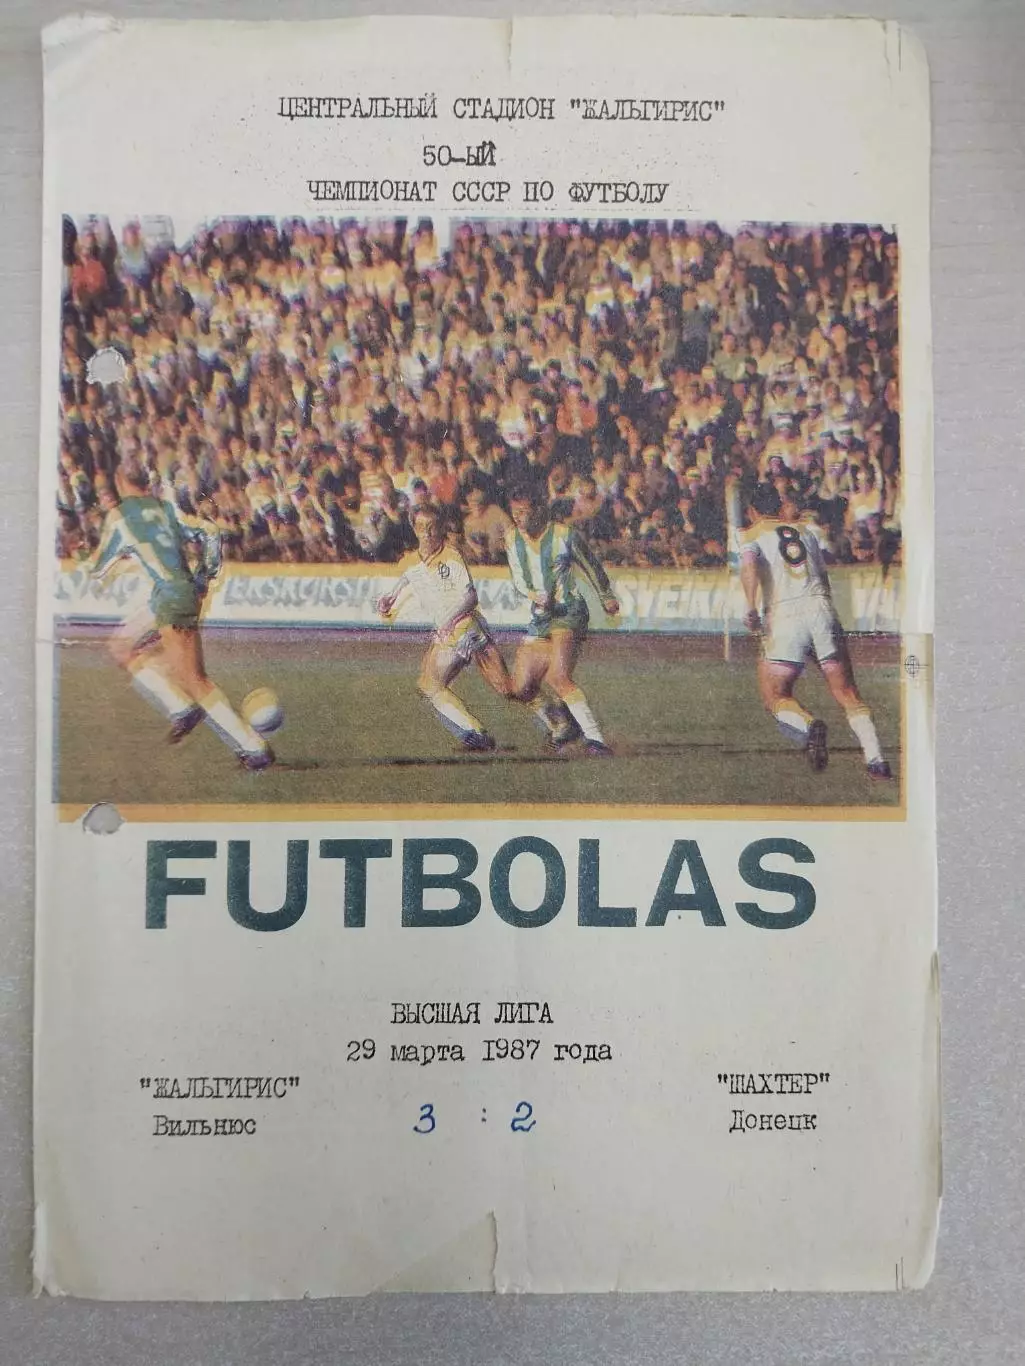 ЦЕНТРАЛЬНЫЙ СТАДИОН "ЖАЛЬГИРИС"
50-ЫЙ
ЧЕМПИОНАТ СССР ПО ФУТБОЛУ
8
FUTBOLAS
ВЫСШАЯ ЛИГА
29 марта 1987 года
"ЖАЛЬГИРИС" "ШАХТЕР"
Вильнюс 3 : 2 Донецк